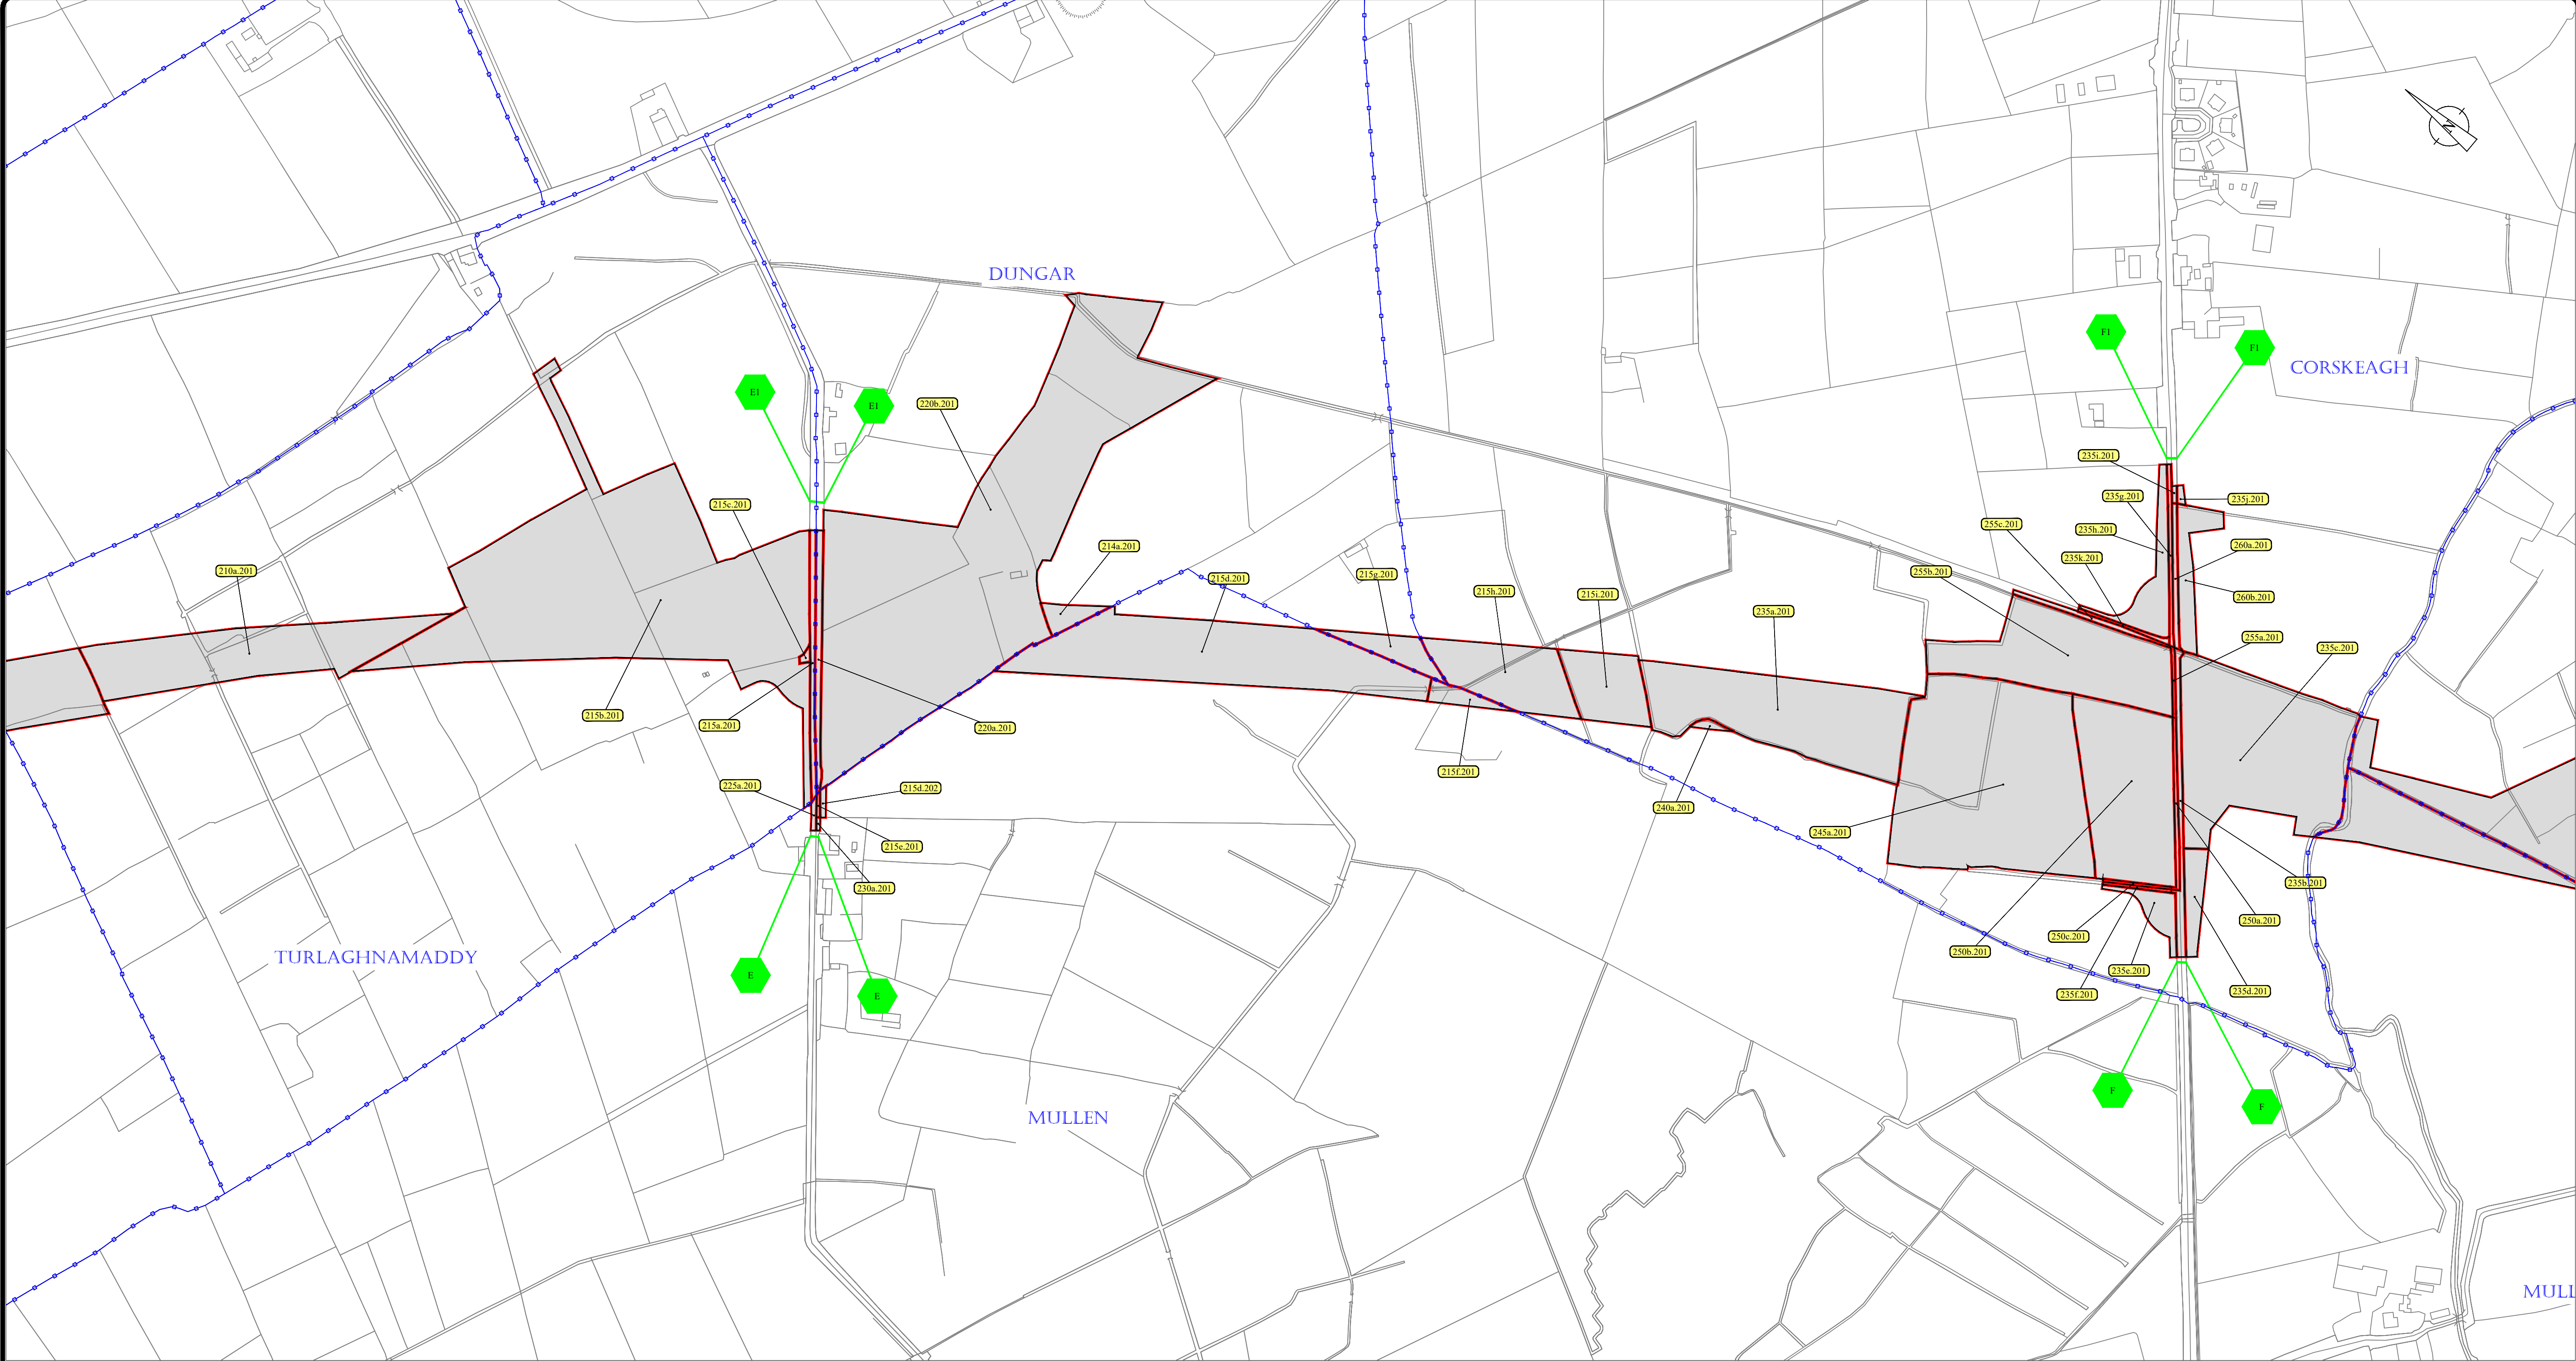 DUNGAR
F1
F1
CORSKEAGH
E1
E1
220b.201
235i.201
235g.201
235j.201
215c.201
255c.201
235h.201
214a.201
260a.201
235k.201
210a.201
215d.201
215g.201
215h.201
215i.201
255b.201
260b.201
235a.201
255a.201
235c.201
215b.201
215a.201
220a.201
215f.201
225a.201
215d.202
240a.201
245a.201
215e.201
230a.201
235b.201
250a.201
250c.201
250b.201
TURLAGHNAMADDY
235e.201
E
E
235f.201
235d.201
F
F
MULLEN
MULL
N